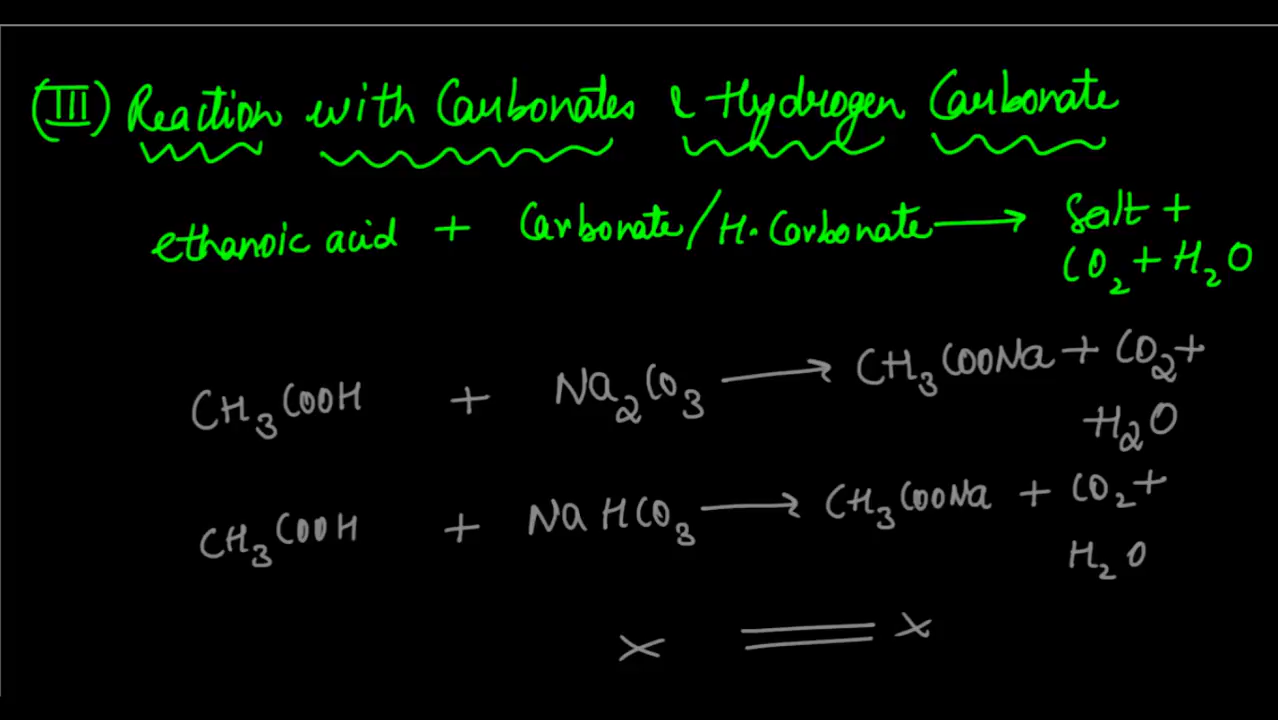 (III) Reaction with Carbonates & Hydrogen Carbonate
ethanoic acid + Carbonate/H. Carbonate → Salt +
CO₂ + H₂O
CH₃COOH + Na₂CO₃ → CH₃COONa + CO₂ +
H₂O
CH₃COOH + NaHCO₃ → CH₃COONa + CO₂ +
H₂O
x == x